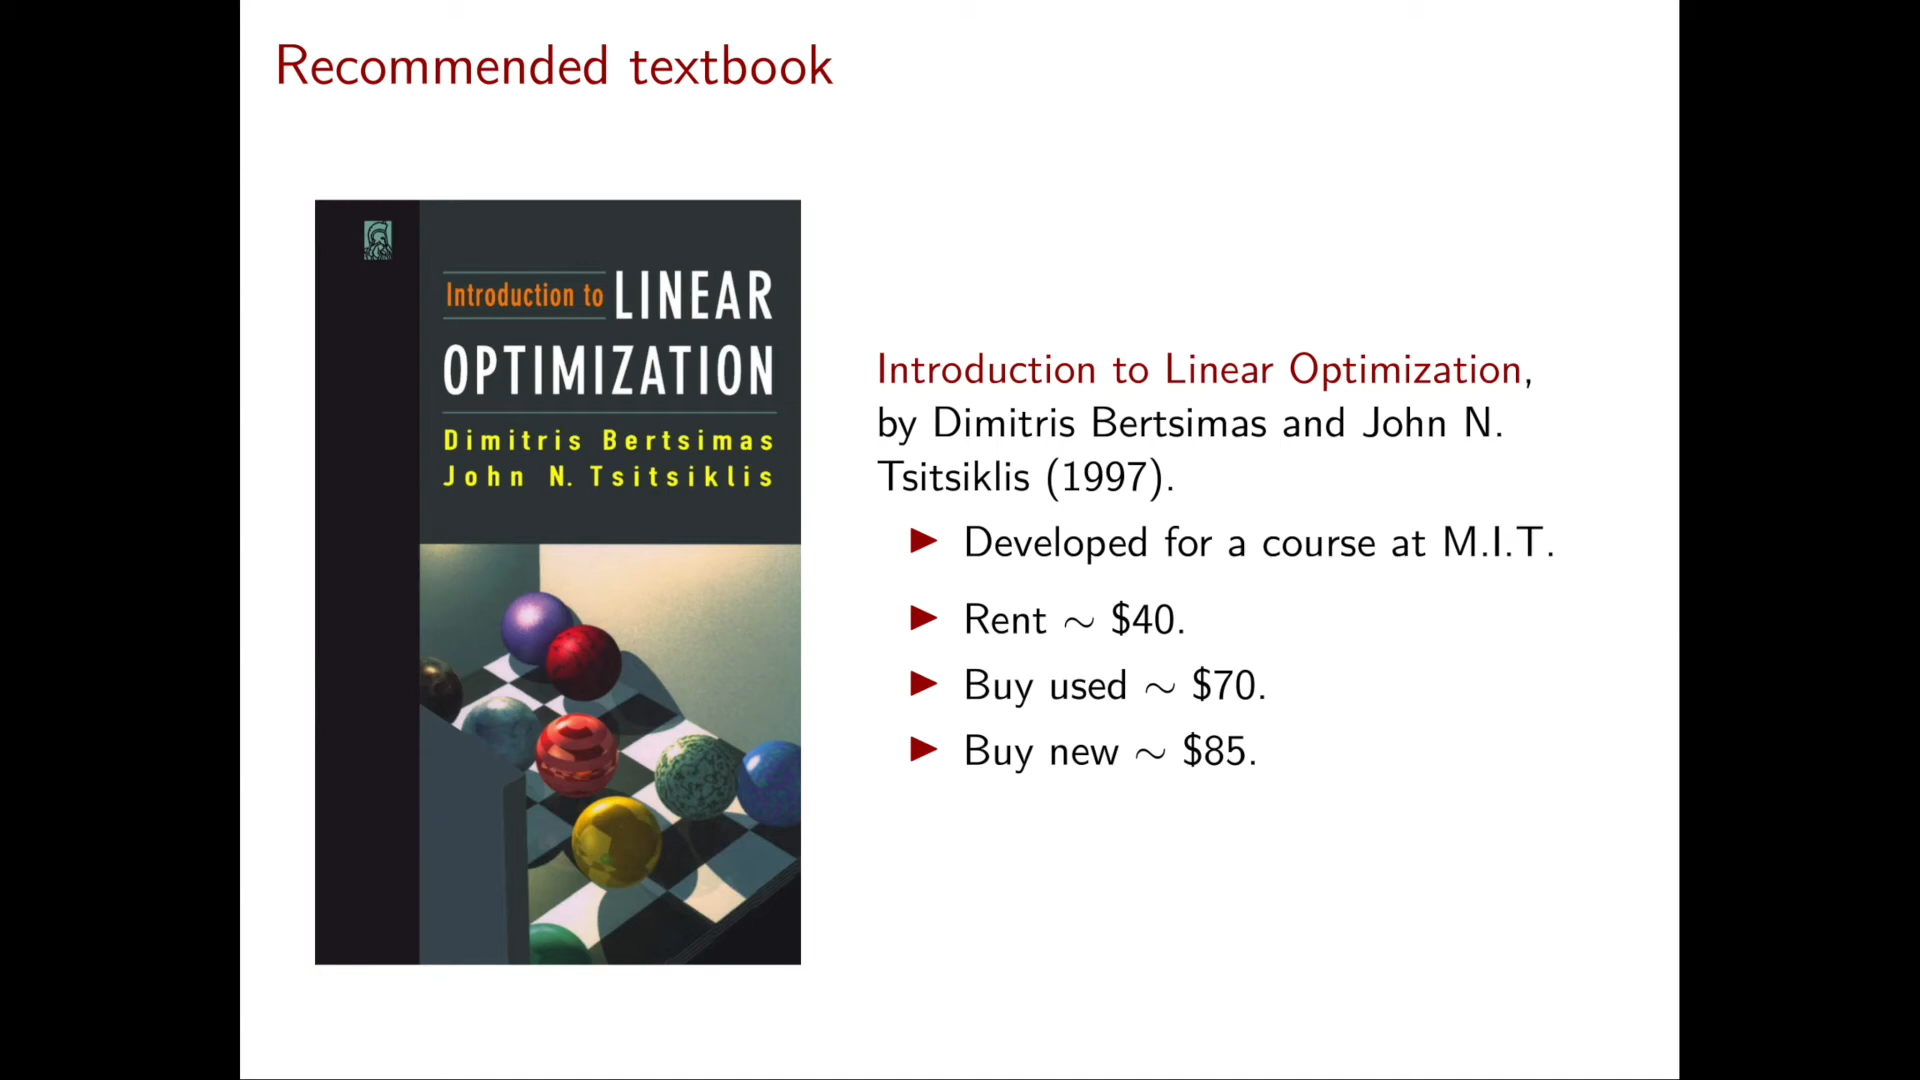 Recommended textbook
Introduction to LINEAR
OPTIMIZATION
Dimitris Bertsimas
John N. Tsitsiklis
Introduction to Linear Optimization,
by Dimitris Bertsimas and John N.
Tsitsiklis (1997).
▶ Developed for a course at M.I.T.
▶ Rent ∼ $40.
▶ Buy used ∼ $70.
▶ Buy new ∼ $85.